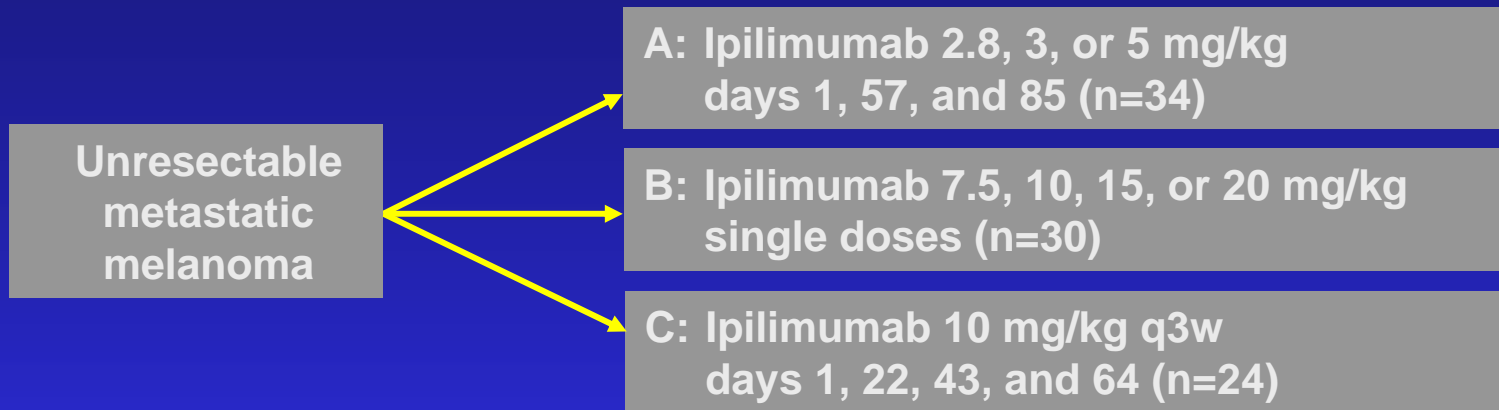 Unresectable
metastatic
melanoma
A: Ipilimumab 2.8, 3, or 5 mg/kg
days 1, 57, and 85 (n=34)
B: Ipilimumab 7.5, 10, 15, or 20 mg/kg
single doses (n=30)
C: Ipilimumab 10 mg/kg q3w
days 1, 22, 43, and 64 (n=24)